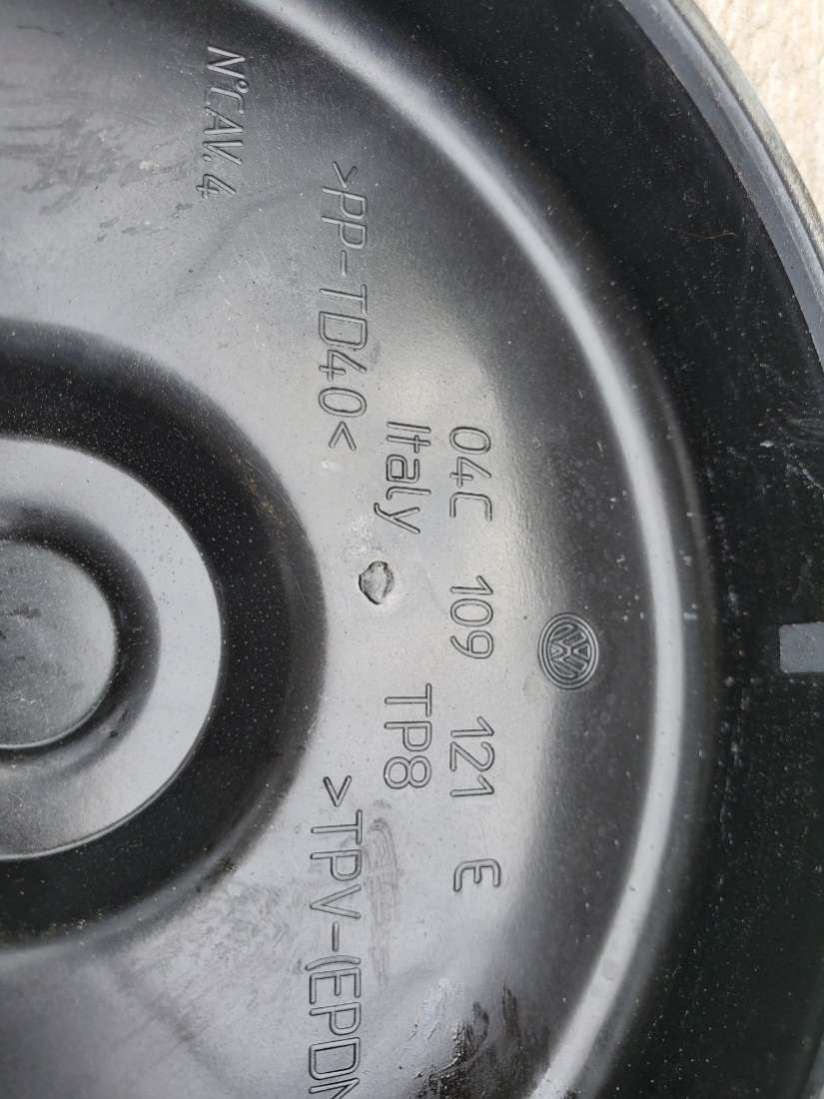 04C 109 121 E
Italy TP8
>PP-TD40< >TPV-(EPDM
N°CAV. 4